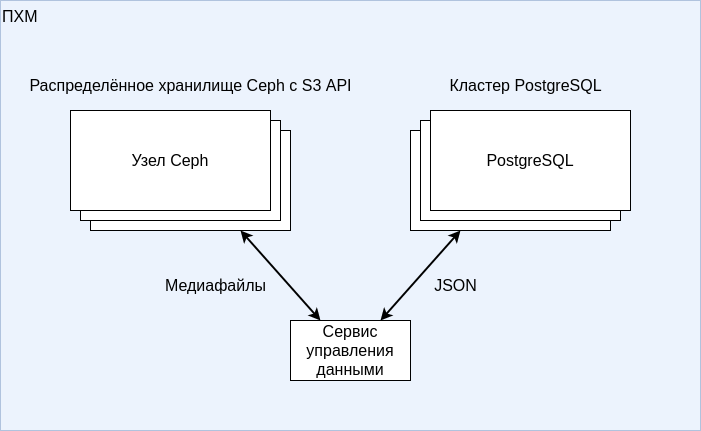 ПХМ
Распределённое хранилище Ceph с S3 API
Кластер PostgreSQL
Узел Ceph
PostgreSQL
Медиафайлы
JSON
Сервис
управления
данными